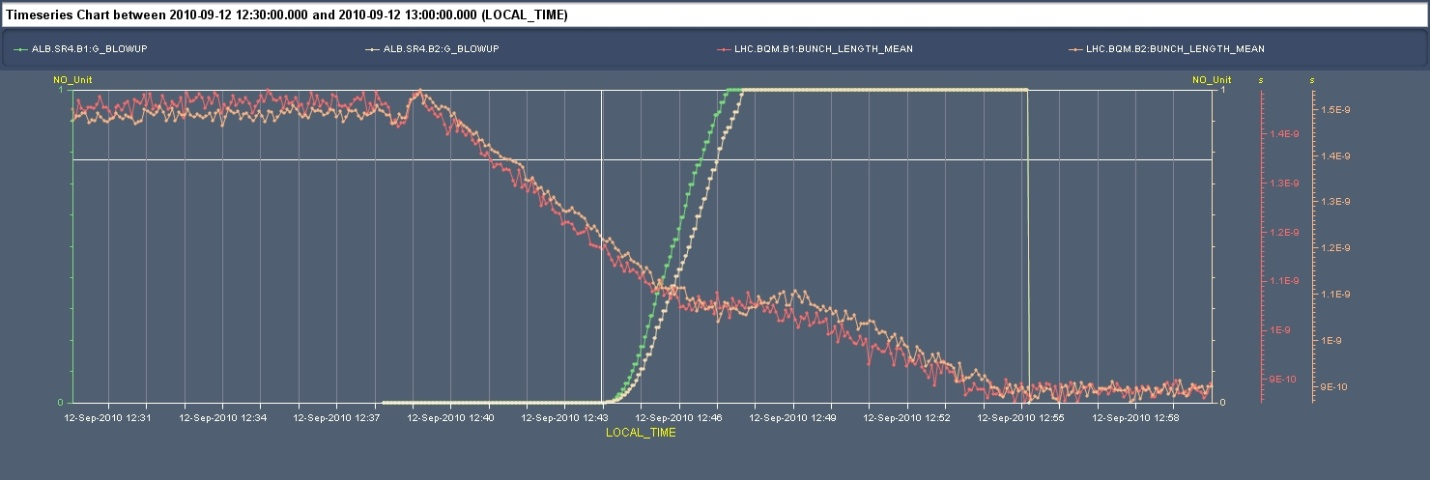 Timeseries Chart between 2010-09-12 12:30:00.000 and 2010-09-12 13:00:00.000 (LOCAL_TIME)
ALB.SR4.B1:G_BLOWUP ALB.SR4.B2:G_BLOWUP LHC.BQM.B1:BUNCH_LENGTH_MEAN LHC.BQM.B2:BUNCH_LENGTH_MEAN
NO_Unit NO_Unit s s
1 1
1.5E-9
1.4E-9
1.4E-9
1.3E-9
1.3E-9
1.2E-9
1.2E-9
1.1E-9
1.1E-9
1E-9
1E-9
9E-10
9E-10
0 0
12-Sep-2010 12:31 12-Sep-2010 12:34 12-Sep-2010 12:37 12-Sep-2010 12:40 12-Sep-2010 12:43 12-Sep-2010 12:46 12-Sep-2010 12:49 12-Sep-2010 12:52 12-Sep-2010 12:55 12-Sep-2010 12:58
LOCAL_TIME